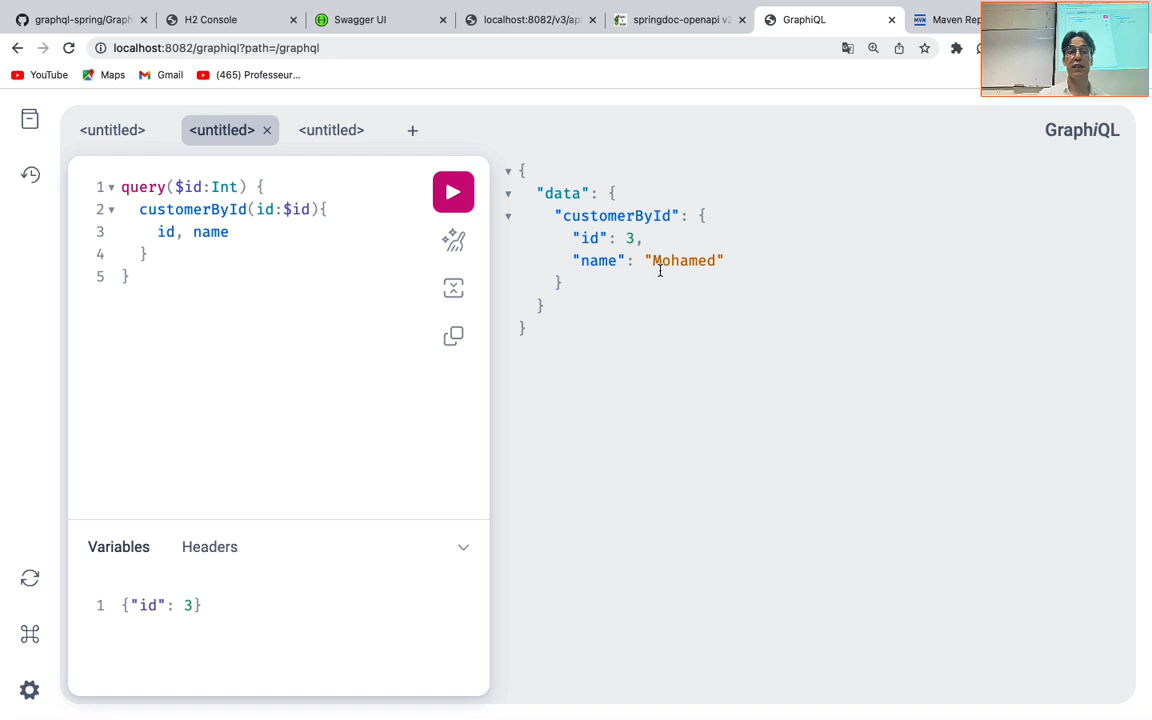 graphql-spring/Graph
H2 Console
Swagger UI
localhost:8082/v3/api
springdoc-openapi v2
GraphiQL
Maven Rep
localhost:8082/graphiql?path=/graphql
YouTube
Maps
Gmail
(465) Professeur...
<untitled>
<untitled>
<untitled>
GraphiQL
1 query($id:Int) {
2 customerById(id:$id){
3 id, name
4 }
5 }
{
"data": {
"customerById": {
"id": 3,
"name": "Mohamed"
}
}
}
Variables
Headers
1 {"id": 3}